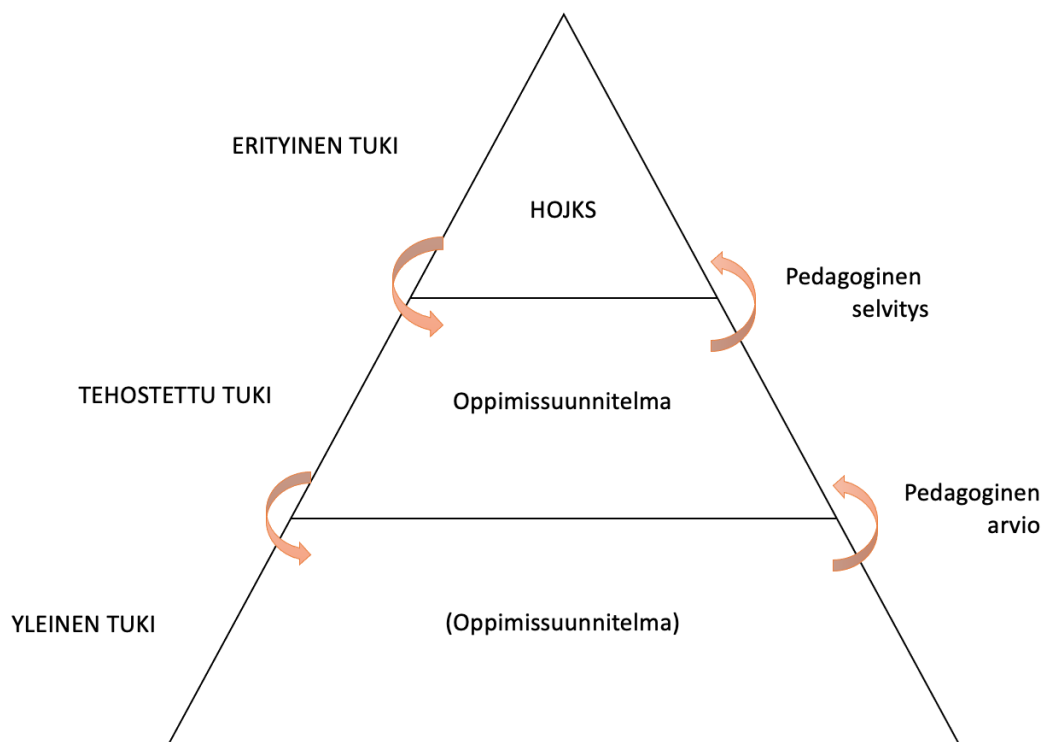 ERITYINEN TUKI
HOJKS
Pedagoginen
selvitys
TEHOSTETTU TUKI
Oppimissuunnitelma
Pedagoginen
arvio
YLEINEN TUKI
(Oppimissuunnitelma)